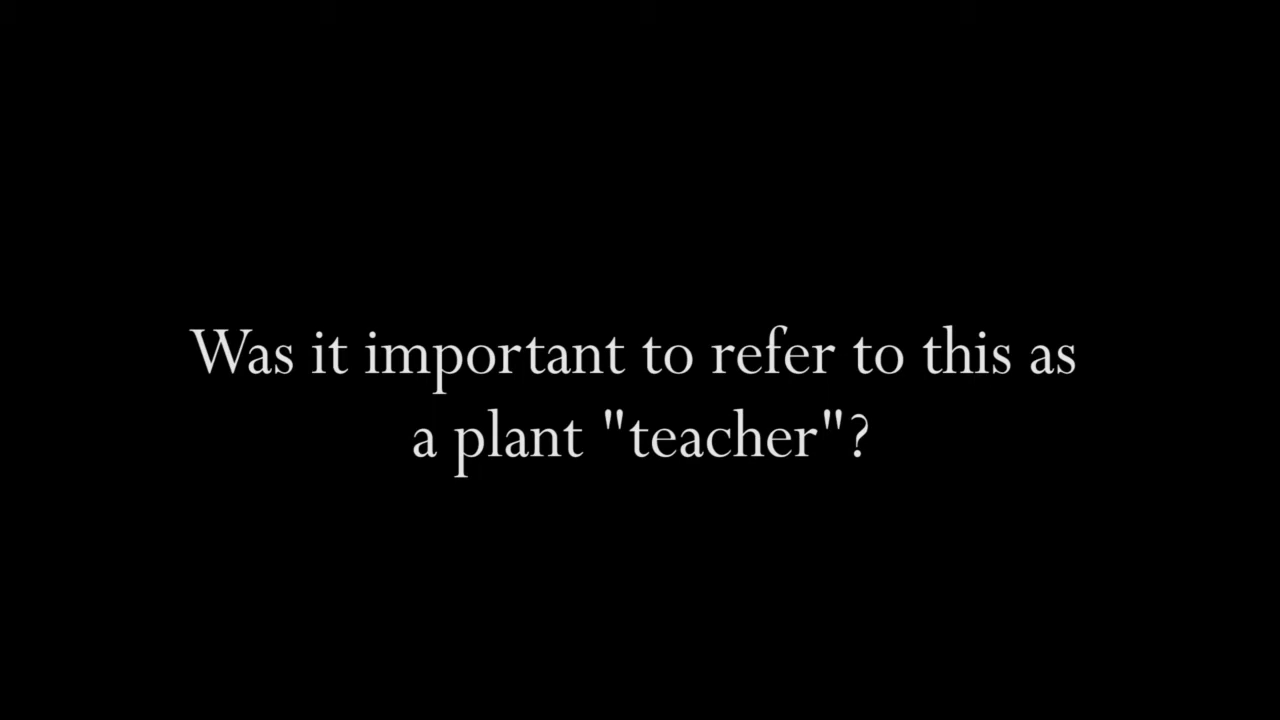 Was it important to refer to this as
a plant "teacher"?